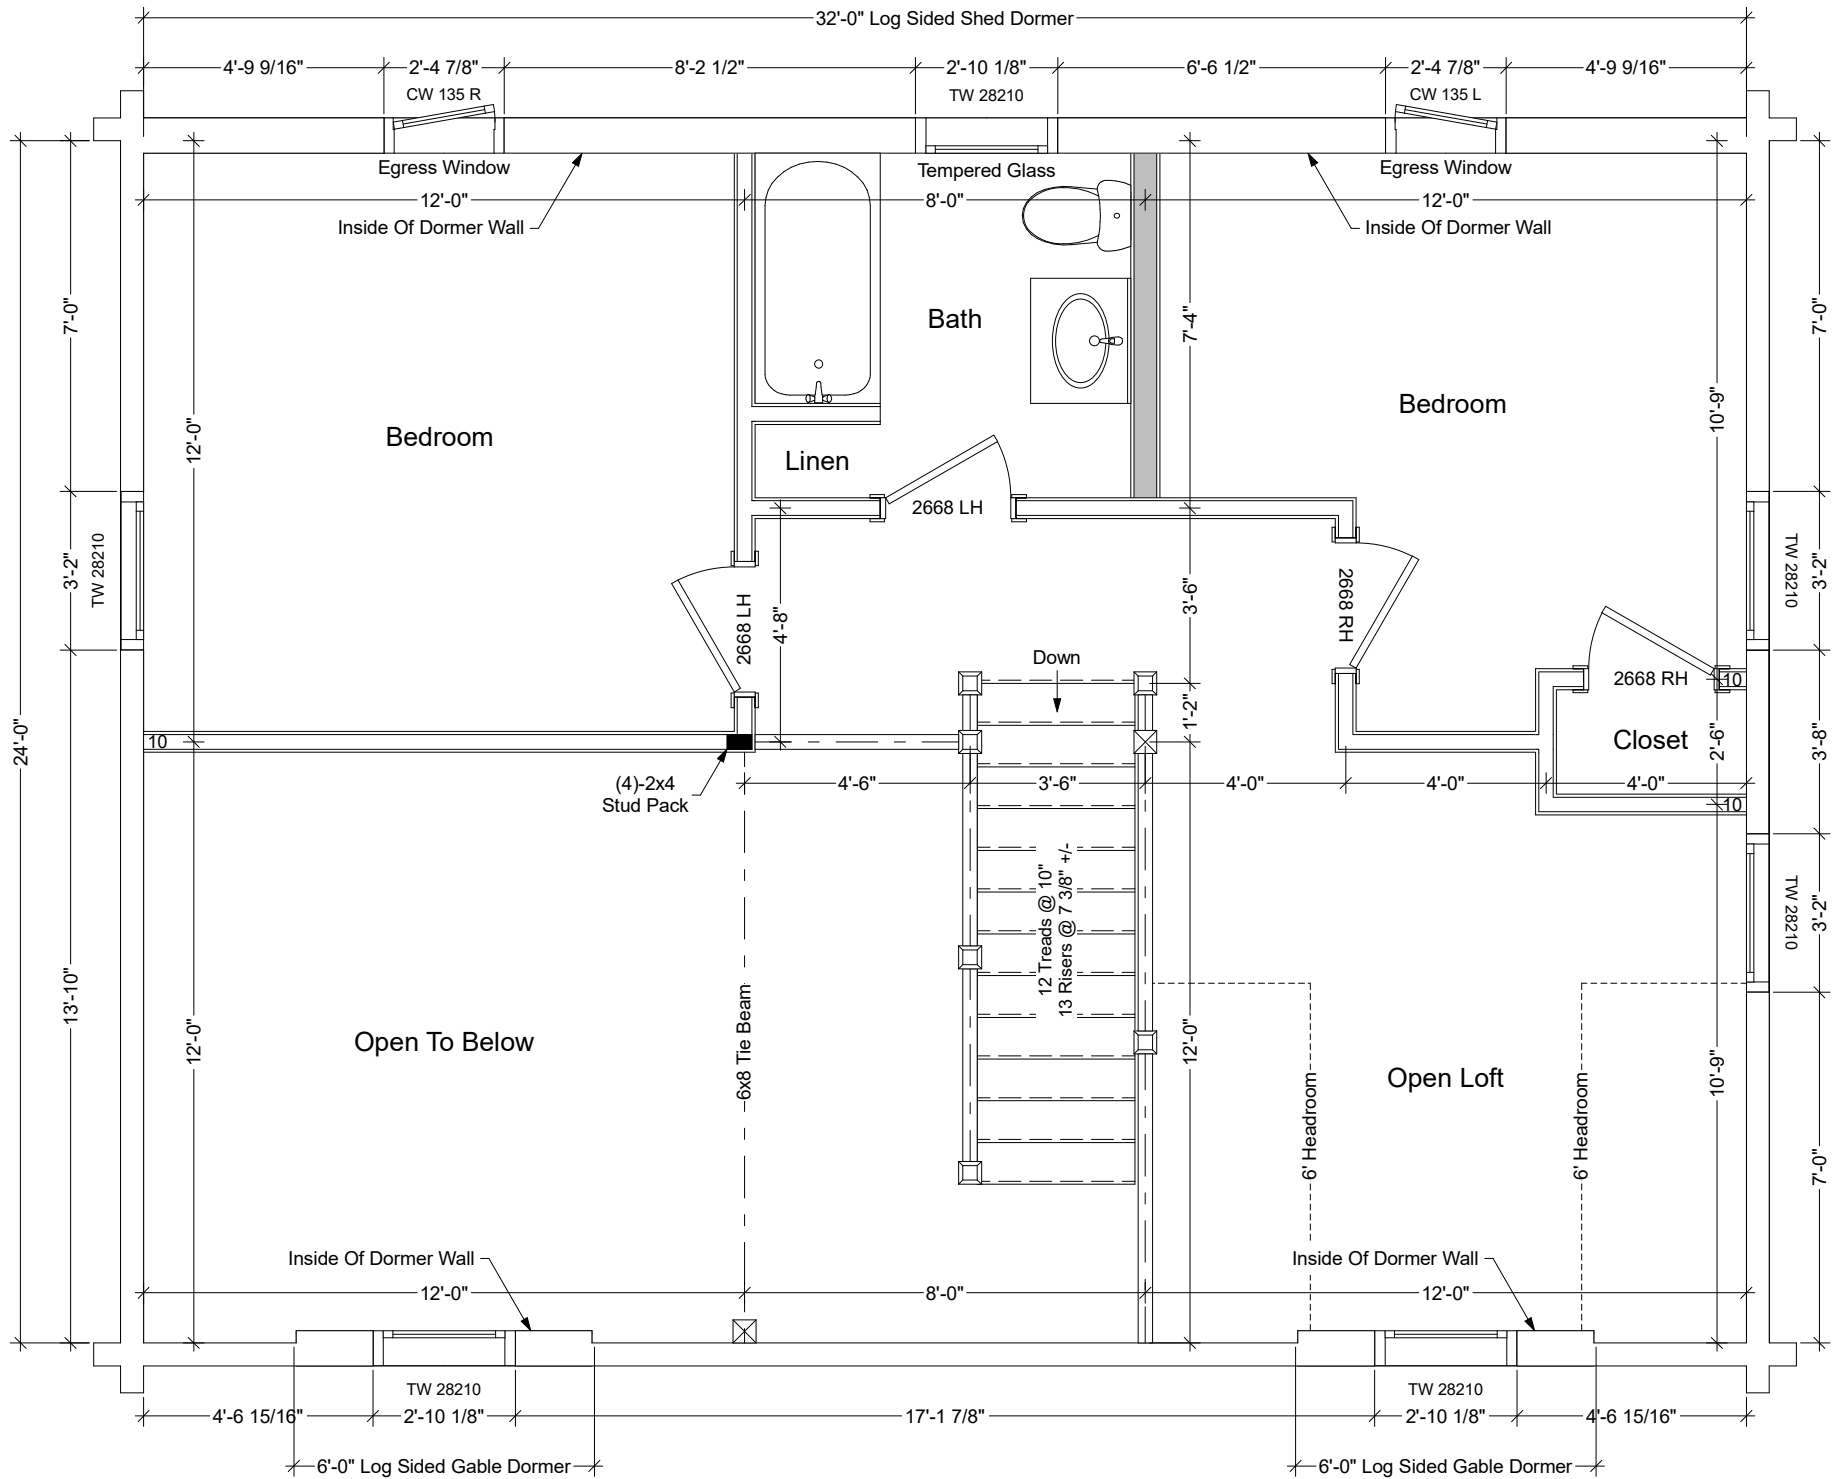 32'-0" Log Sided Shed Dormer
4'-9 9/16"
2'-4 7/8"
8'-2 1/2"
2'-10 1/8"
6'-6 1/2"
2'-4 7/8"
4'-9 9/16"
CW 135 R
TW 28210
CW 135 L
Egress Window
Tempered Glass
Egress Window
12'-0"
8'-0"
12'-0"
Inside Of Dormer Wall
Inside Of Dormer Wall
7'-0"
7'-4"
7'-0"
Bath
Bedroom
10'-9"
12'-0"
Bedroom
Linen
2668 LH
3'-2"
TW 28210
2668 LH
4'-8"
3'-6"
2668 RH
TW 28210
3'-2"
Down
2668 RH
10
1'-2"
24'-0"
10
Closet
2'-6"
3'-8"
(4)-2x4
Stud Pack
4'-6"
3'-6"
4'-0"
4'-0"
4'-0"
10
12 Treads @ 10"
13 Risers @ 7 3/8" +/-
TW 28210
3'-2"
13'-10"
12'-0"
Open To Below
6x8 Tie Beam
12'-0"
6' Headroom
Open Loft
6' Headroom
10'-9"
7'-0"
Inside Of Dormer Wall
Inside Of Dormer Wall
12'-0"
8'-0"
12'-0"
TW 28210
TW 28210
4'-6 15/16"
2'-10 1/8"
17'-1 7/8"
2'-10 1/8"
4'-6 15/16"
6'-0" Log Sided Gable Dormer
6'-0" Log Sided Gable Dormer